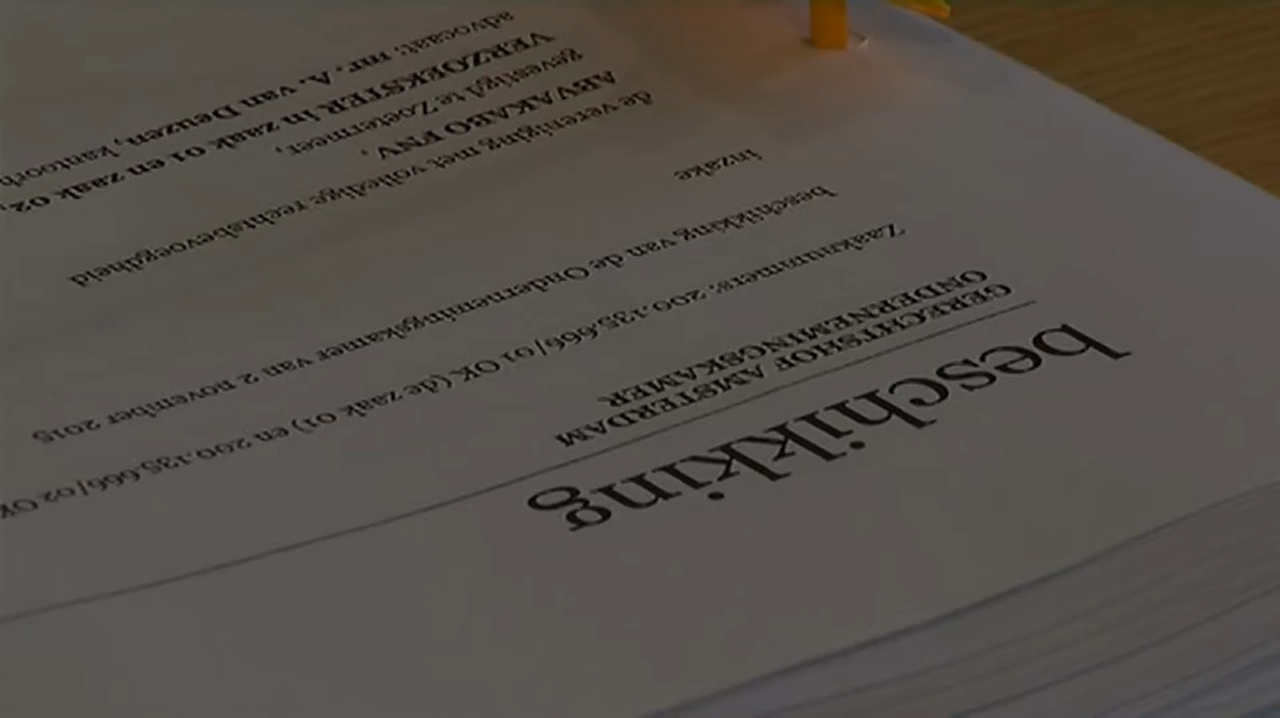 beschikking
GERECHTSHOF AMSTERDAM
ONDERNEMINGSKAMER
Zaaknummers: 200.135.666/01 OK (de zaak 01) en 200.135.666/02 OK
beschikking van de Ondernemingskamer van 2 november 2015
inzake
de vereniging met volledige rechtsbevoegdheid
ABVAKABO FNV,
gevestigd te Zoetermeer,
VERZOEKSTER in zaak 01 en zaak 02,
advocaat: mr. A. van Deuzen, kantoorh